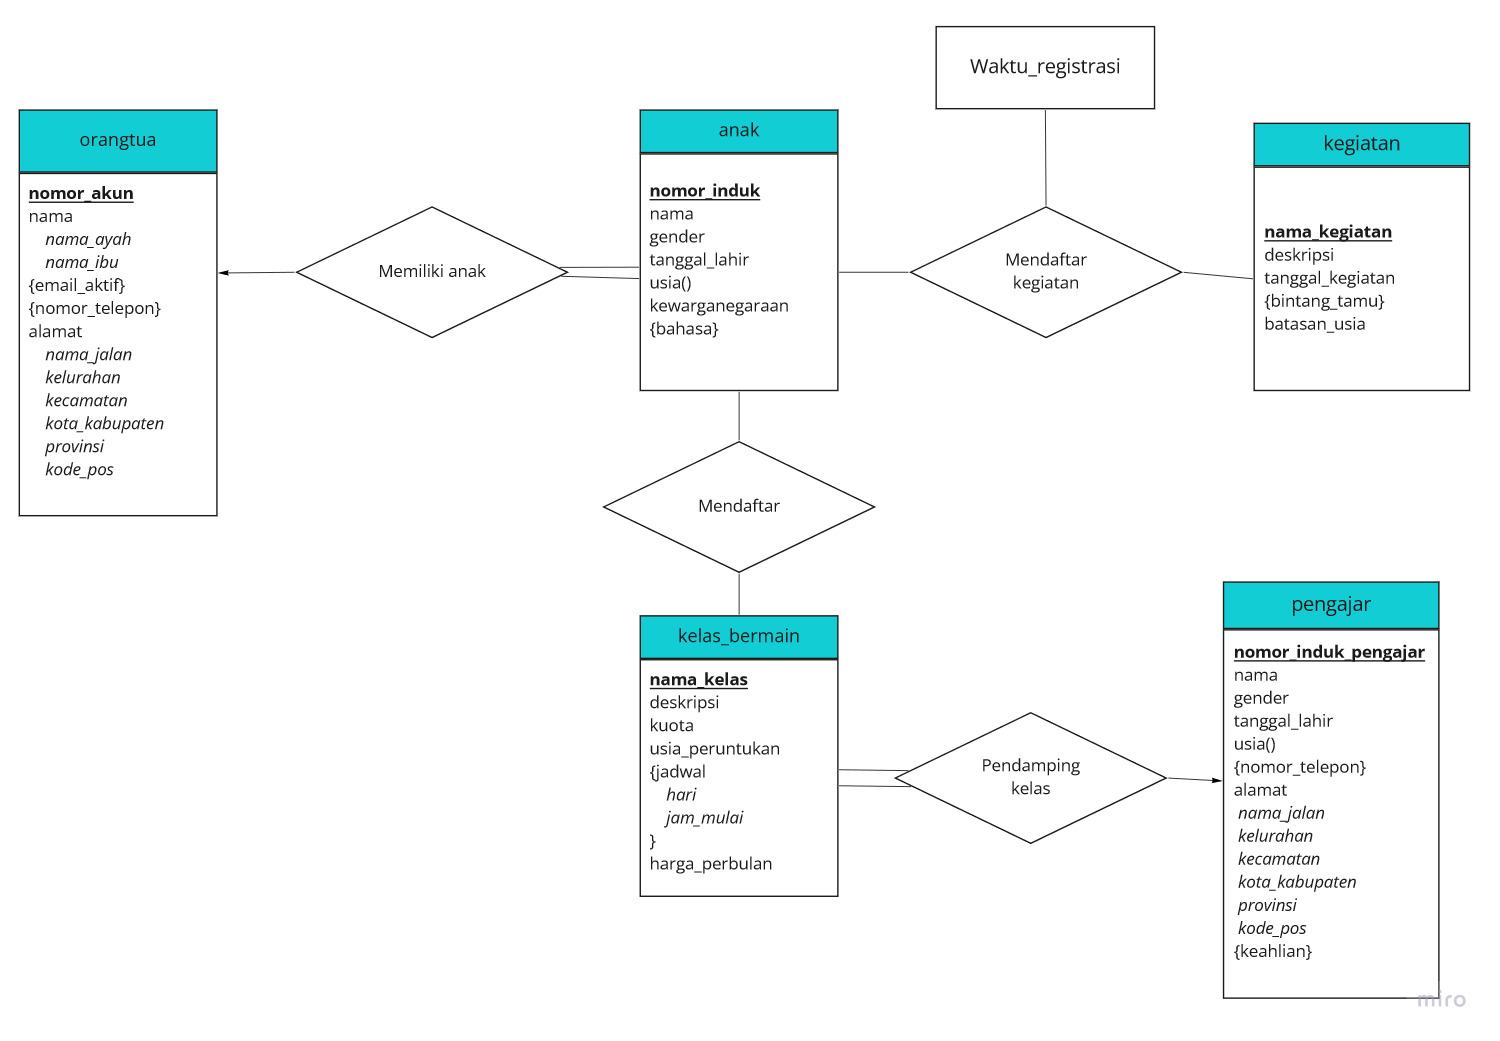 Waktu_registrasi
orangtua
nomor_akun
nama
nama_ayah
nama_ibu
{email_aktif}
{nomor_telepon}
alamat
nama_jalan
kelurahan
kecamatan
kota_kabupaten
provinsi
kode_pos
Memiliki anak
anak
nomor_induk
nama
gender
tanggal_lahir
usia()
kewarganegaraan
{bahasa}
Mendaftar
kegiatan
kegiatan
nama_kegiatan
deskripsi
tanggal_kegiatan
{bintang_tamu}
batasan_usia
Mendaftar
kelas_bermain
nama_kelas
deskripsi
kuota
usia_peruntukan
{jadwal
hari
jam_mulai
}
harga_perbulan
Pendamping
kelas
pengajar
nomor_induk_pengajar
nama
gender
tanggal_lahir
usia()
{nomor_telepon}
alamat
nama_jalan
kelurahan
kecamatan
kota_kabupaten
provinsi
kode_pos
{keahlian}
miro